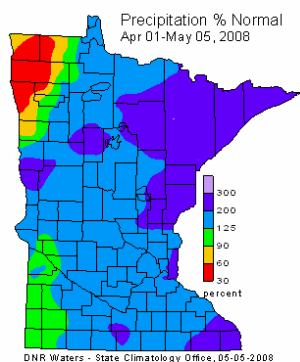 Precipitation % Normal
Apr 01-May 05, 2008
300
200
125
90
60
30
percent
DNR Waters - State Climatology Office, 05-05-2008